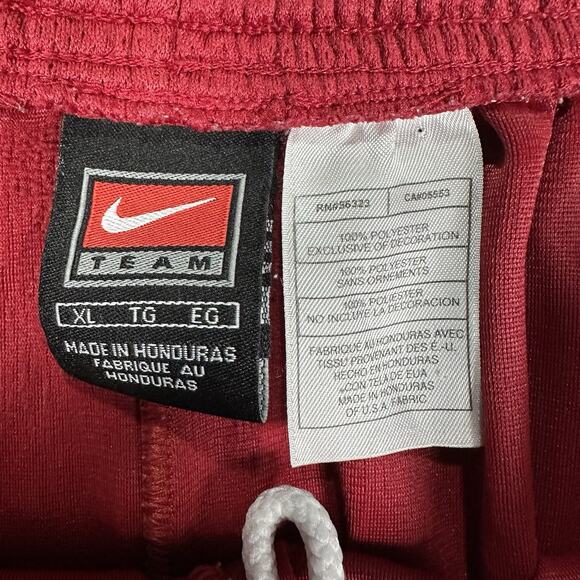 TEAM
XL TG EG
MADE IN HONDURAS
FABRIQUE AU
HONDURAS
RN#56323 CA#05553
100% POLYESTER
EXCLUSIVE OF DECORATION
100% POLYESTER
SANS ORNEMENTS
100% POLIESTER
NO INCLUYE LA DECORACION
FABRIQUÉ AU HONDURAS AVEC
TISSU PROVENANT DES É.-U.
HECHO EN HONDURAS
CON TELA DE EUA
MADE IN HONDURAS
OF U.S.A. FABRIC